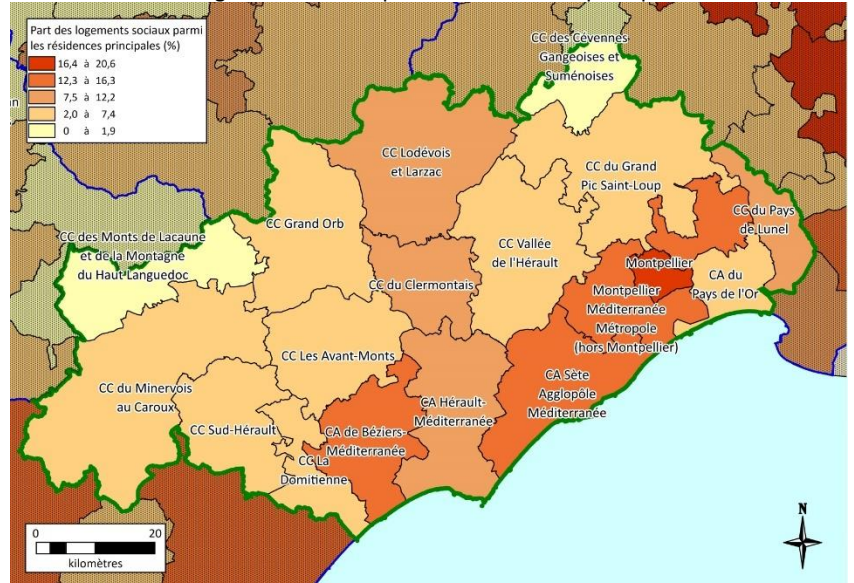 Part des logements sociaux parmi
les résidences principales (%)
16,4 à 20,6
12,3 à 16,3
7,5 à 12,2
2,0 à 7,4
0 à 1,9
CC des Cévennes
Gangeoises et
Suménoises
CC Lodévois
et Larzac
CC du Grand
Pic Saint-Loup
CC Grand Orb
CC du Pays
de Lunel
CC des Monts de Lacaune
et de la Montagne
du Haut Languedoc
CC Vallée
de l'Hérault
Montpellier
CA du
Pays de l'Or
CC du Clermontais
Montpellier
Méditerranée
Métropole
(hors Montpellier)
CC Les Avant-Monts
CC du Minervois
au Caroux
CA Sète
Agglopôle
Méditerranée
CA Hérault-
Méditerranée
CC Sud-Hérault
CA de Béziers-
Méditerranée
CC La
Domitienne
0 20
kilomètres
N